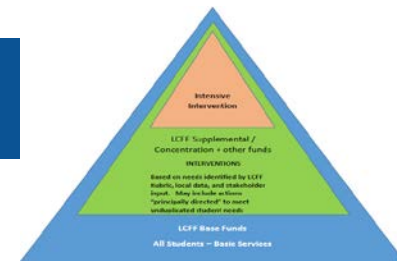 Intensive
Intervention
LCFF Supplemental /
Concentration + other funds
INTERVENTIONS
Based on needs identified by LCFF
Rubric, local data, and stakeholder
input. May include actions
"principally directed" to meet
unduplicated student needs
LCFF Base Funds
All Students – Basic Services